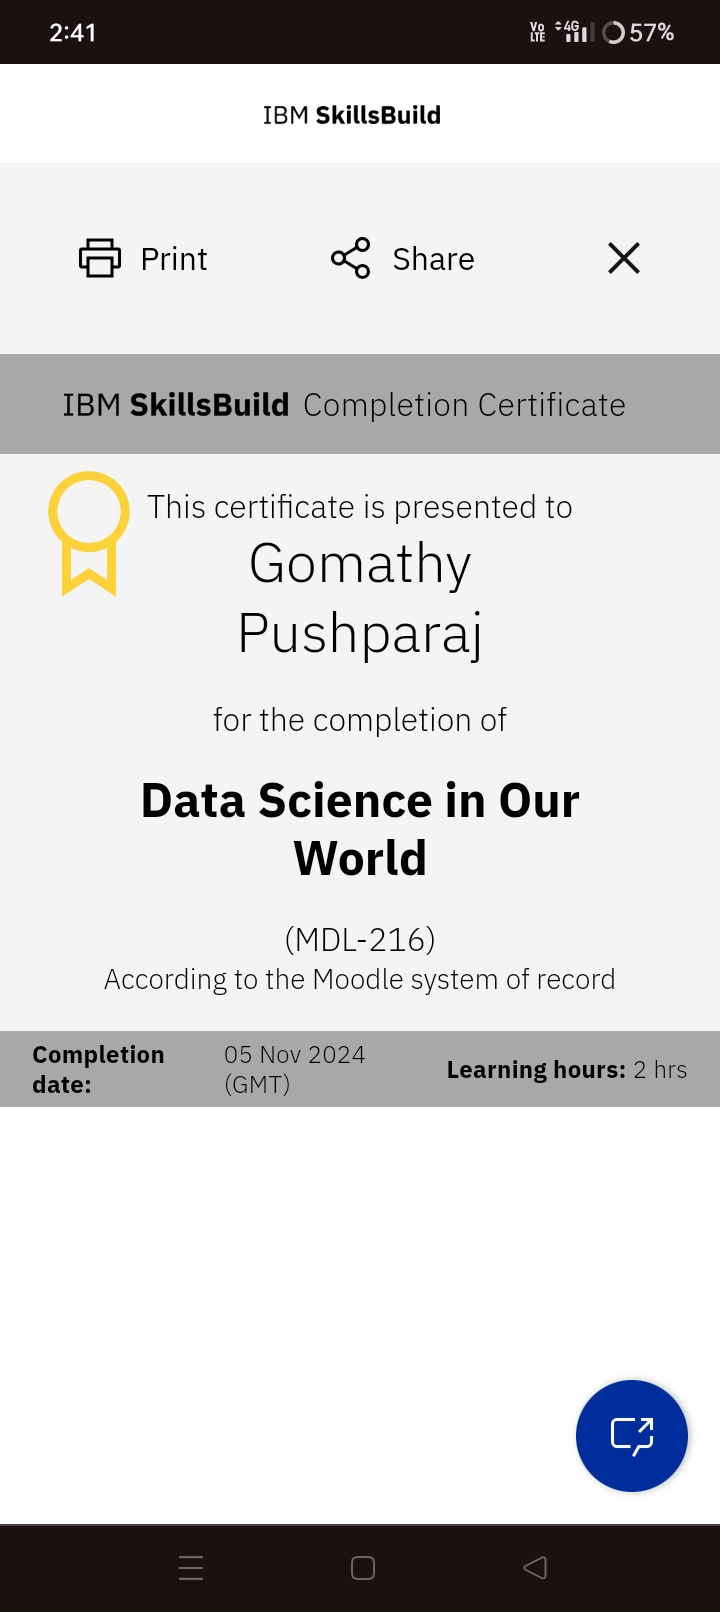 2:41
Vo LTE 4G 57%
IBM SkillsBuild
Print Share
IBM SkillsBuild Completion Certificate
This certificate is presented to
Gomathy
Pushparaj
for the completion of
Data Science in Our
World
(MDL-216)
According to the Moodle system of record
Completion date: 05 Nov 2024 (GMT) Learning hours: 2 hrs